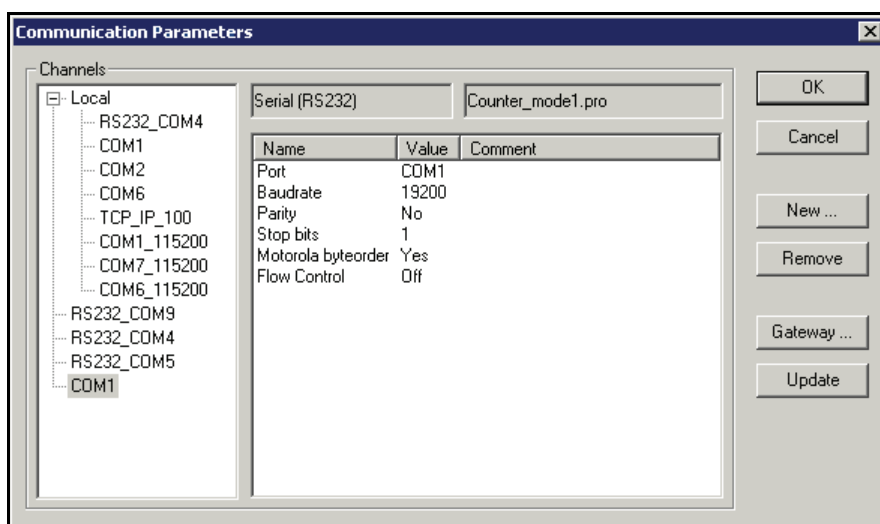 Communication Parameters
Channels
Local
RS232_COM4
COM1
COM2
COM6
TCP_IP_100
COM1_115200
COM7_115200
COM6_115200
RS232_COM9
RS232_COM4
RS232_COM5
COM1
Serial (RS232) Counter_mode1.pro
Name Value Comment
Port COM1
Baudrate 19200
Parity No
Stop bits 1
Motorola byteorder Yes
Flow Control Off
OK
Cancel
New ...
Remove
Gateway ...
Update